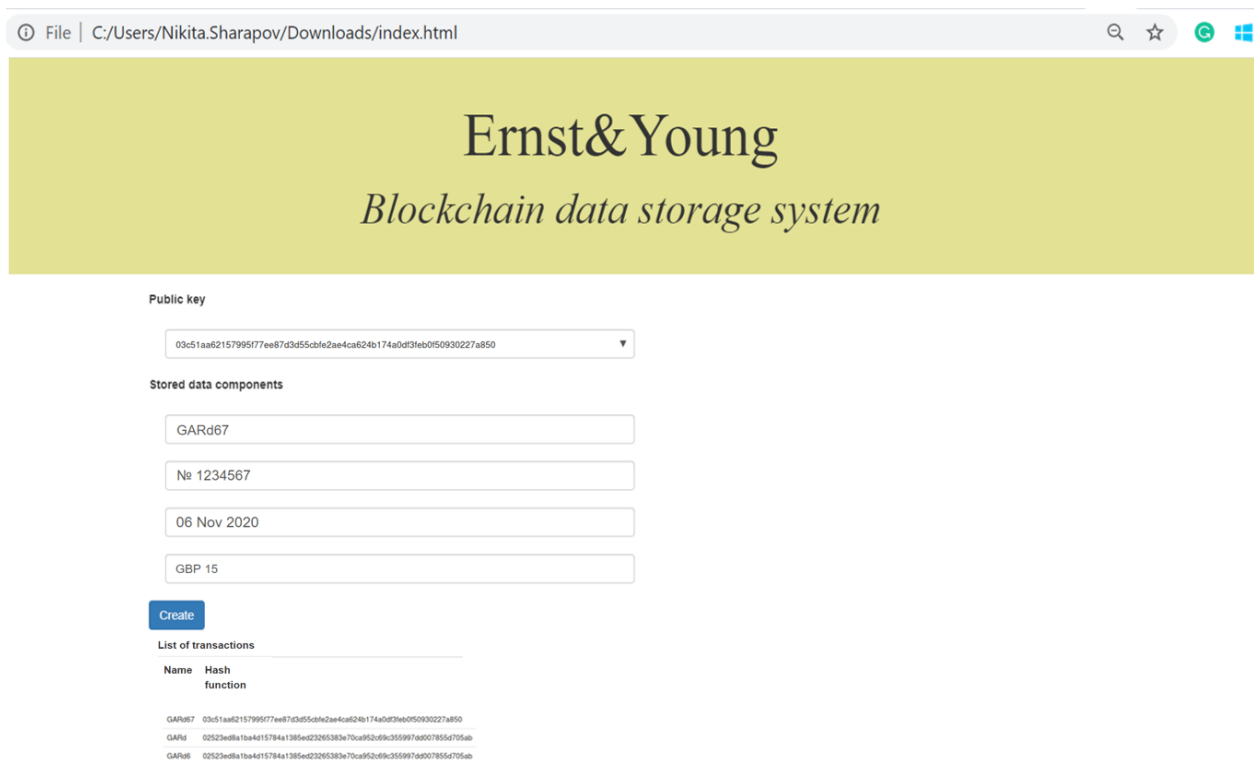 File | C:/Users/Nikita.Sharapov/Downloads/index.html
Ernst&Young
Blockchain data storage system
Public key
03c51aa62157995f77ee87d3d55cbfe2ae4ca624b174a0df3feb0f50930227a850
Stored data components
GARd67
№ 1234567
06 Nov 2020
GBP 15
Create
List of transactions
Name Hash
function
GARd67 03c51aa62157995f77ee87d3d55cbfe2ae4ca624b174a0df3feb0f50930227a850
GARd 02523ed8a1ba4d15784a1385ed23265383e70ca952c69c355997dd007855d705ab
GARd6 02523ed8a1ba4d15784a1385ed23265383e70ca952c69c355997dd007855d705ab